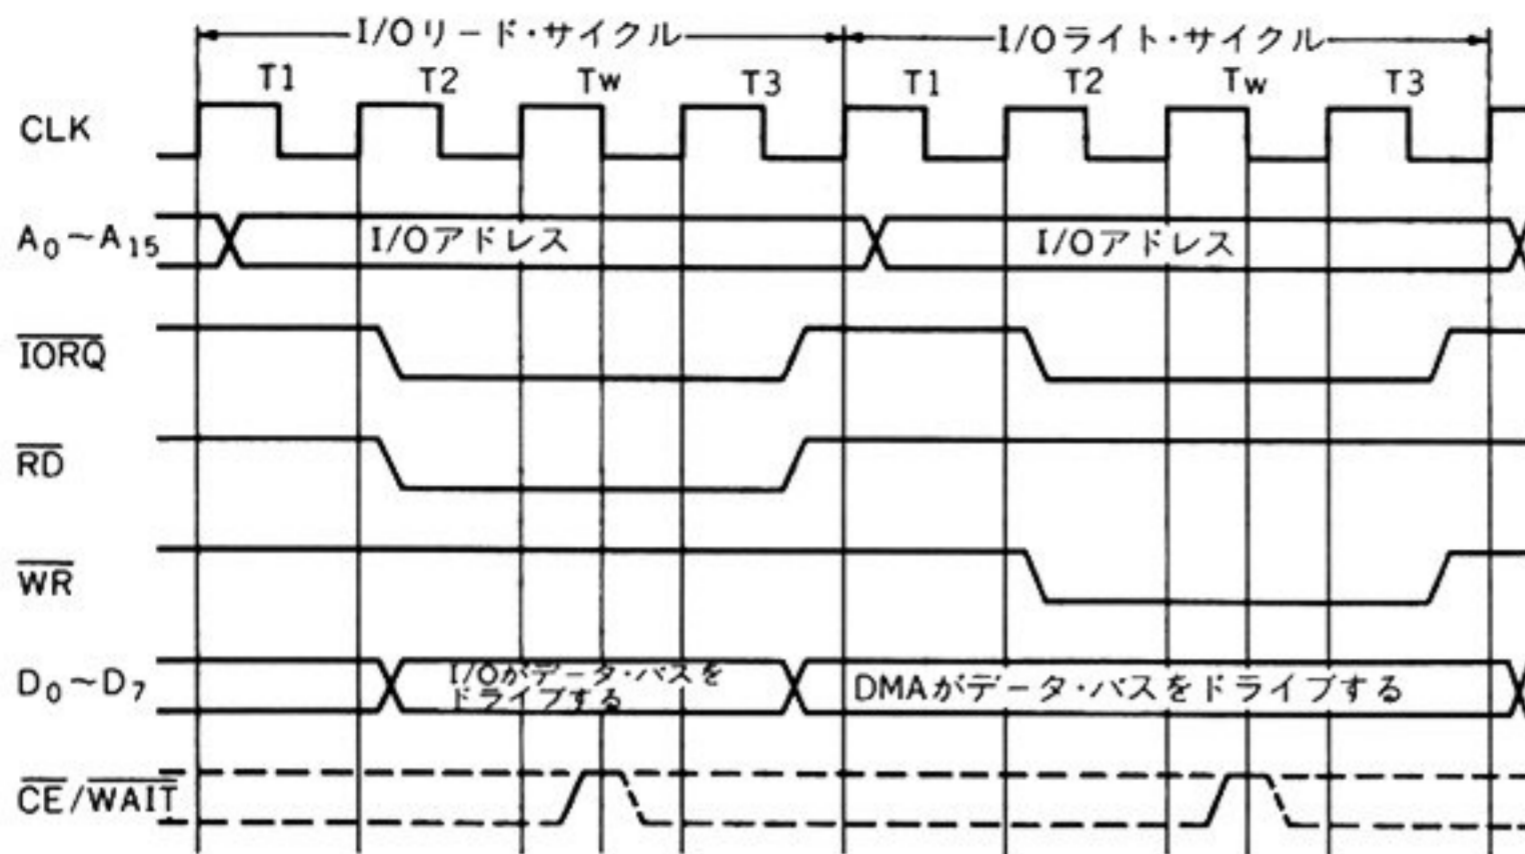 I/Oリード・サイクル I/Oライト・サイクル
T1 T2 Tw T3 T1 T2 Tw T3
CLK
A0~A15 I/Oアドレス I/Oアドレス
IORQ
RD
WR
D0~D7 I/Oがデータ・バスを
ドライブする DMAがデータ・バスをドライブする
CE/WAIT